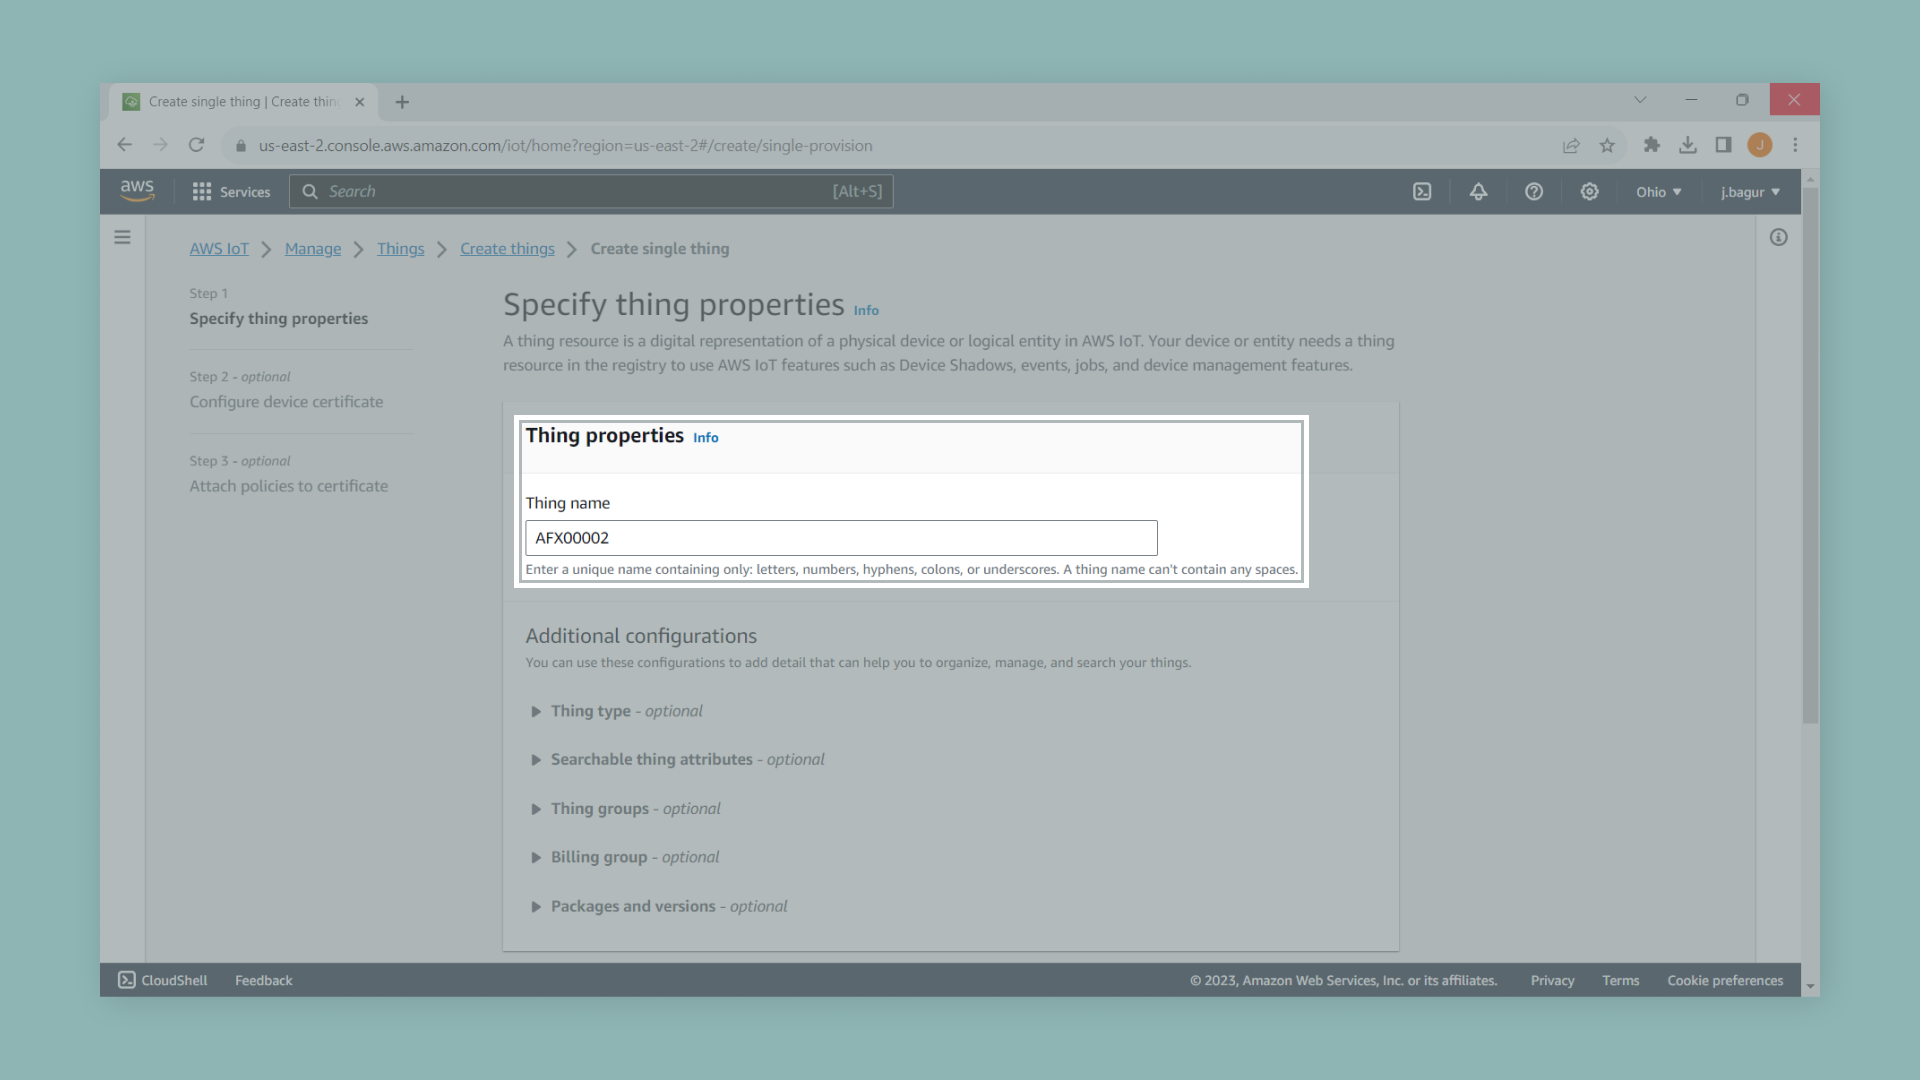 Create single thing | Create thin
us-east-2.console.aws.amazon.com/iot/home?region=us-east-2#/create/single-provision
J
aws
Services
Search
[Alt+S]
Ohio
j.bagur
AWS IoT
Manage
Things
Create things
Create single thing
Step 1
Specify thing properties
Step 2 - optional
Configure device certificate
Step 3 - optional
Attach policies to certificate
Specify thing properties Info
A thing resource is a digital representation of a physical device or logical entity in AWS IoT. Your device or entity needs a thing
resource in the registry to use AWS IoT features such as Device Shadows, events, jobs, and device management features.
Thing properties Info
Thing name
AFX00002
Enter a unique name containing only: letters, numbers, hyphens, colons, or underscores. A thing name can't contain any spaces.
Additional configurations
You can use these configurations to add detail that can help you to organize, manage, and search your things.
Thing type - optional
Searchable thing attributes - optional
Thing groups - optional
Billing group - optional
Packages and versions - optional
CloudShell
Feedback
© 2023, Amazon Web Services, Inc. or its affiliates.
Privacy
Terms
Cookie preferences